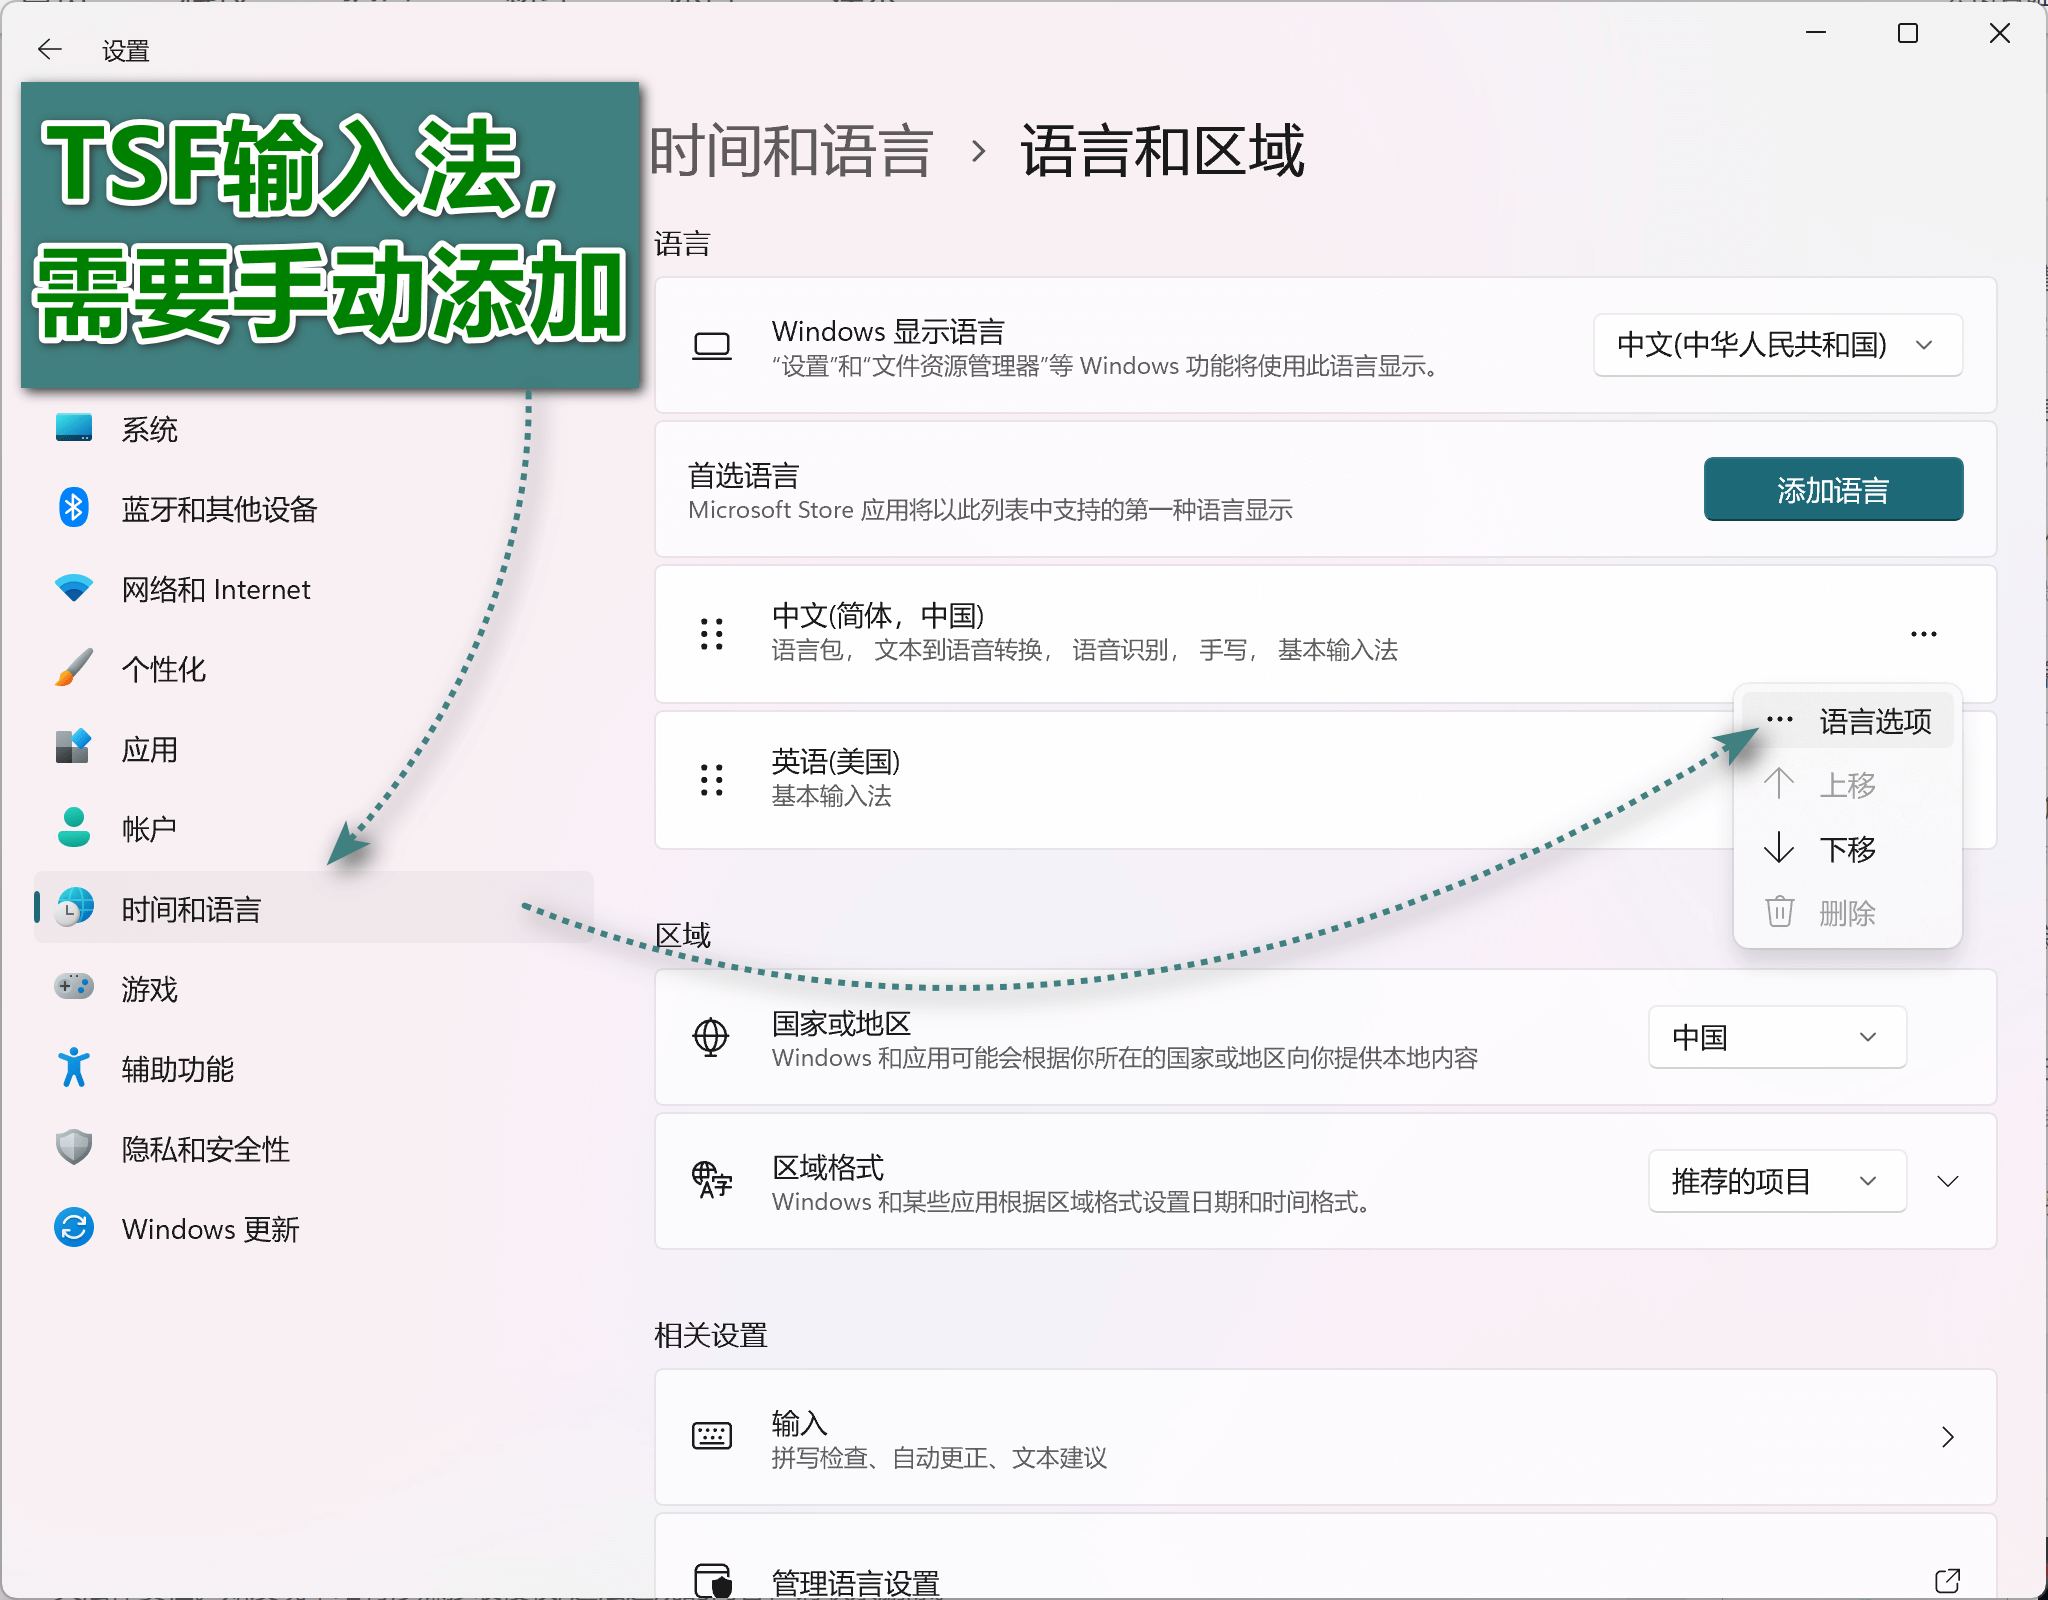 设置
TSF输入法,
需要手动添加
系统
蓝牙和其他设备
网络和 Internet
个性化
应用
帐户
时间和语言
游戏
辅助功能
隐私和安全性
Windows 更新
时间和语言 › 语言和区域
语言
Windows 显示语言
“设置”和“文件资源管理器”等 Windows 功能将使用此语言显示。
中文(中华人民共和国)
首选语言
Microsoft Store 应用将以此列表中支持的第一种语言显示
添加语言
中文(简体，中国)
语言包， 文本到语音转换， 语音识别， 手写， 基本输入法
英语(美国)
基本输入法
语言选项
上移
下移
删除
区域
国家或地区
Windows 和应用可能会根据你所在的国家或地区向你提供本地内容
中国
区域格式
Windows 和某些应用根据区域格式设置日期和时间格式。
推荐的项目
相关设置
输入
拼写检查、自动更正、文本建议
管理语言设置